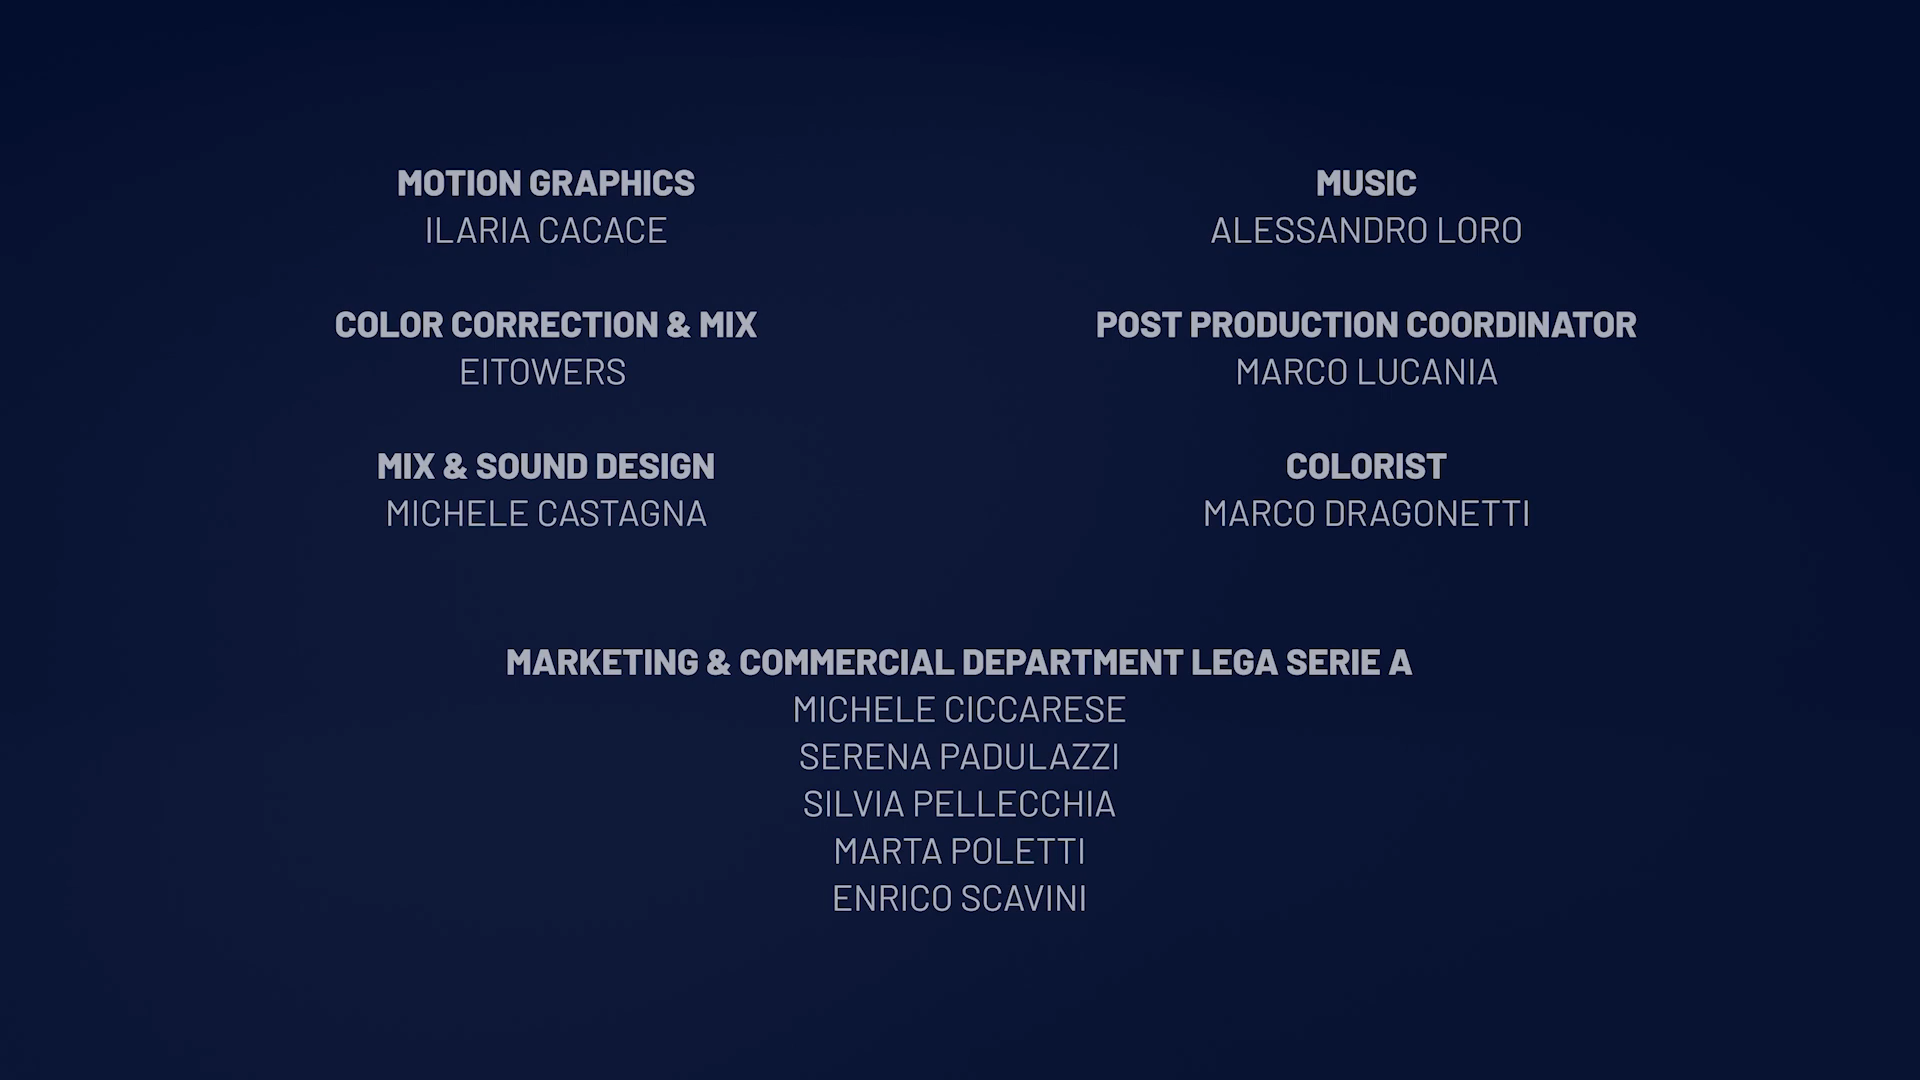 MOTION GRAPHICS
ILARIA CACACE
MUSIC
ALESSANDRO LORO
COLOR CORRECTION & MIX
EITOWERS
POST PRODUCTION COORDINATOR
MARCO LUCANIA
MIX & SOUND DESIGN
MICHELE CASTAGNA
COLORIST
MARCO DRAGONETTI
MARKETING & COMMERCIAL DEPARTMENT LEGA SERIE A
MICHELE CICCARESE
SERENA PADULAZZI
SILVIA PELLECCHIA
MARTA POLETTI
ENRICO SCAVINI